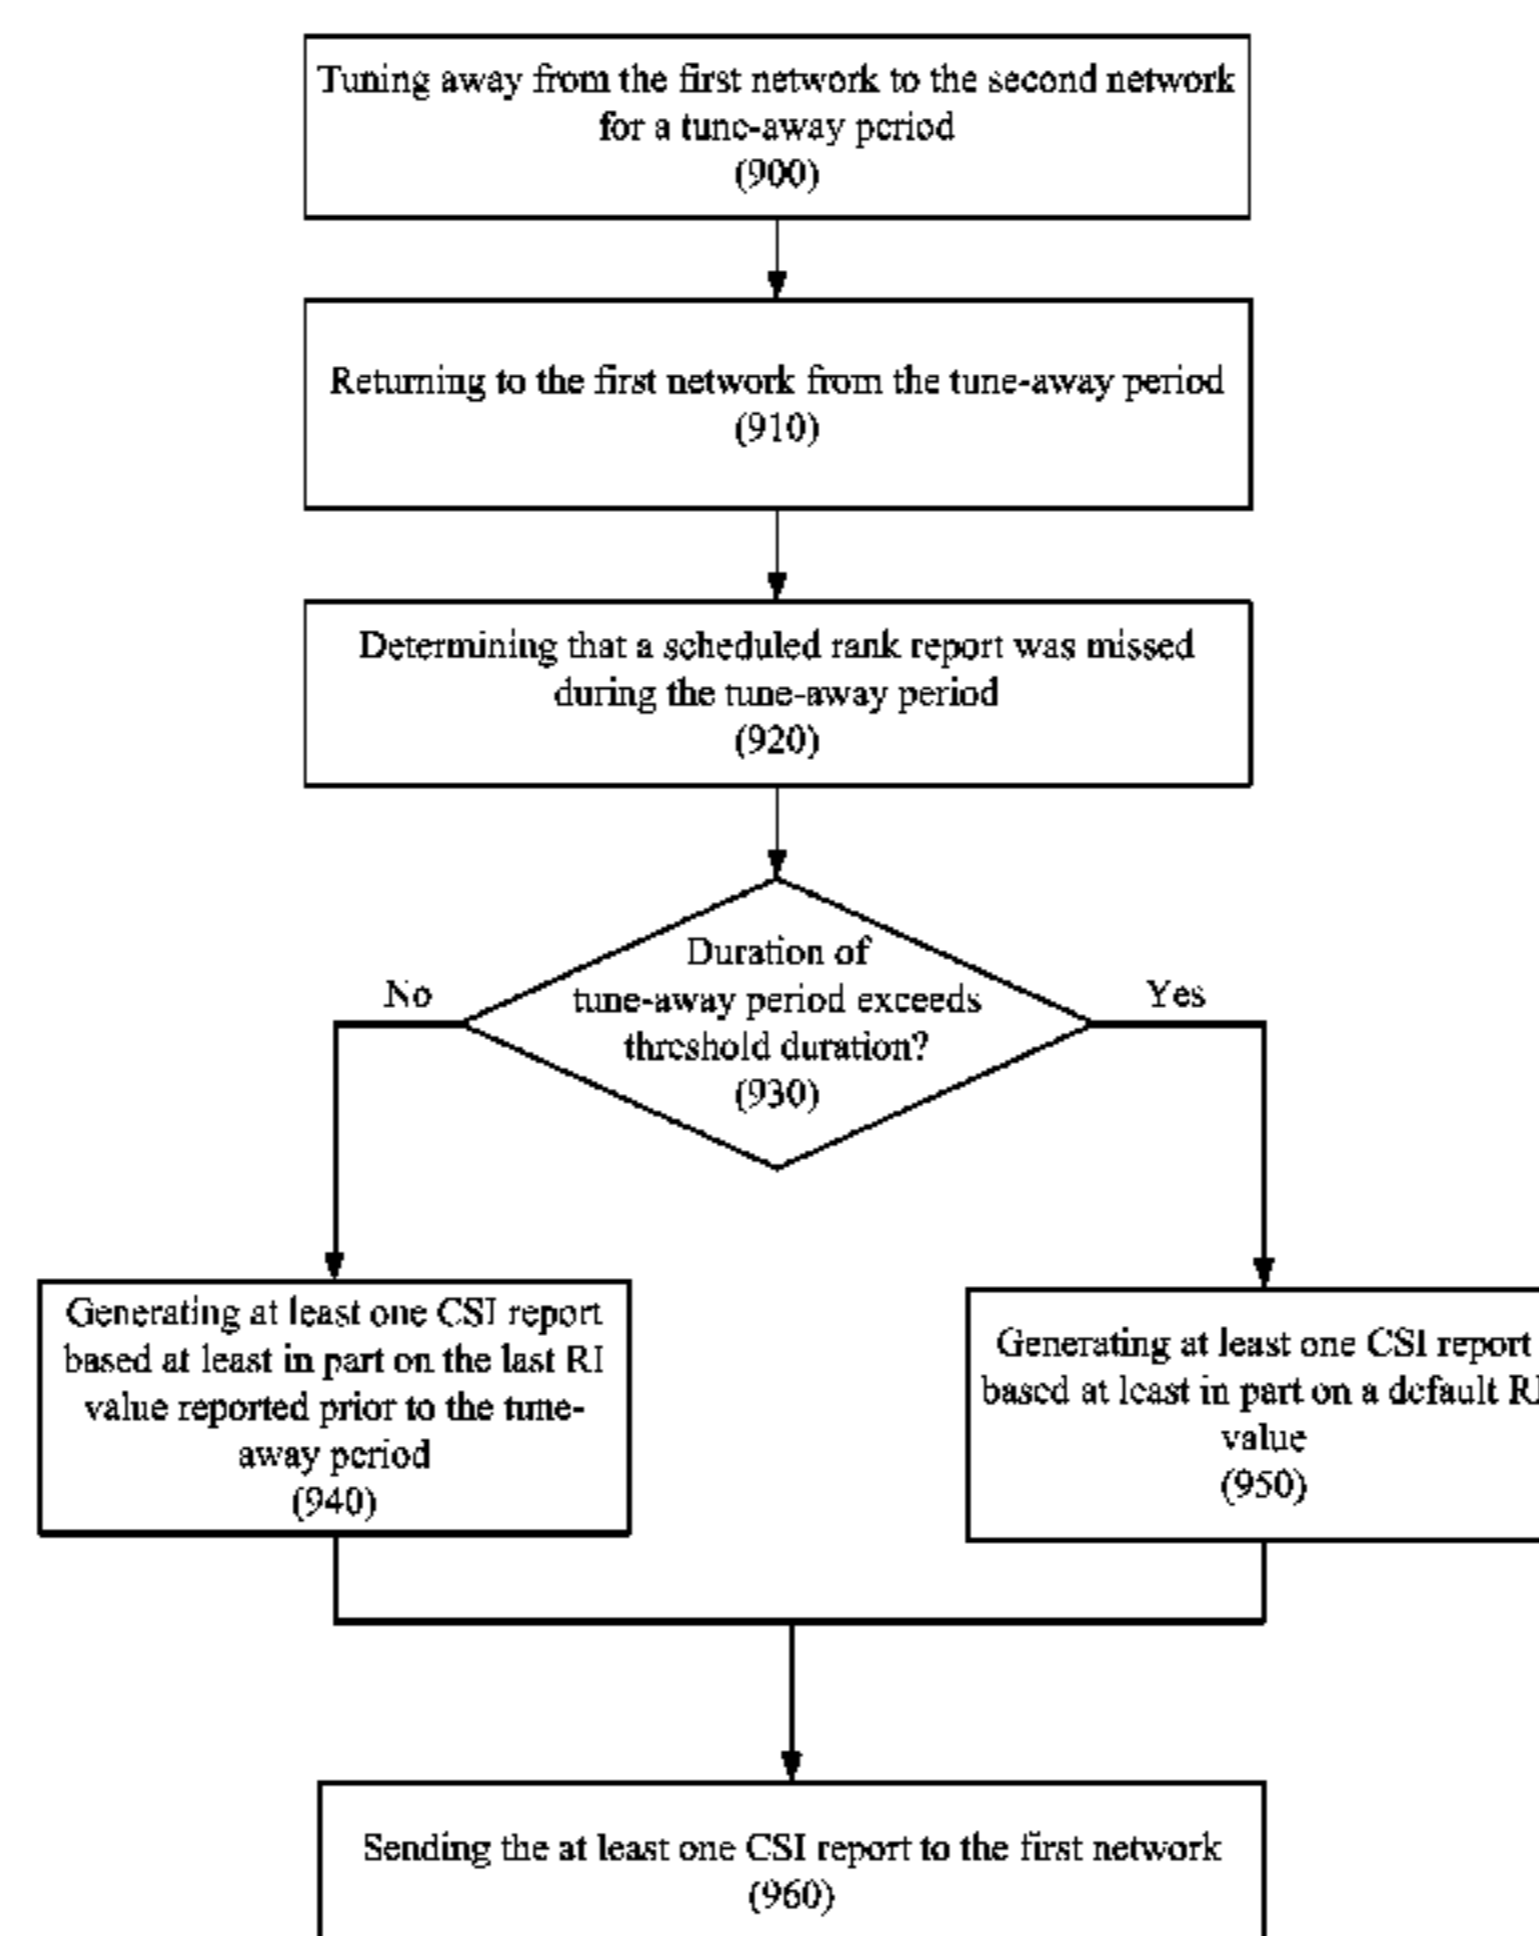 Tuning away from the first network to the second network
for a tune-away period
(900)
Returning to the first network from the tune-away period
(910)
Determining that a scheduled rank report was missed
during the tune-away period
(920)
Duration of
tune-away period exceeds
threshold duration?
(930)
No
Yes
Generating at least one CSI report
based at least in part on the last RI
value reported prior to the tune-
away period
(940)
Generating at least one CSI report
based at least in part on a default RI
value
(950)
Sending the at least one CSI report to the first network
(960)